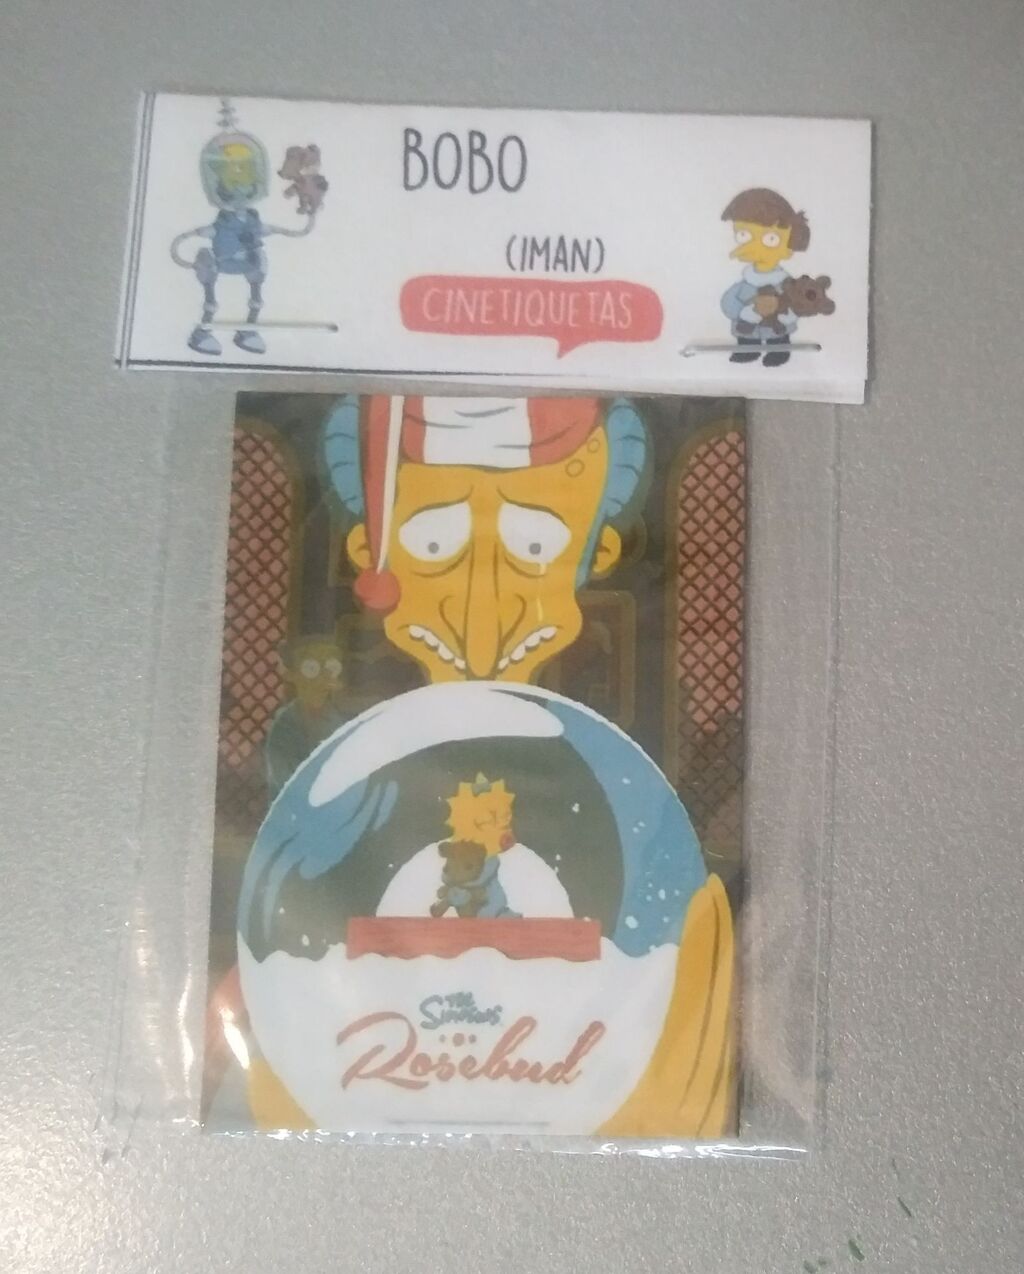 BOBO
(IMAN)
CINETIQUETAS
THE
SIMPSONS
Rosebud